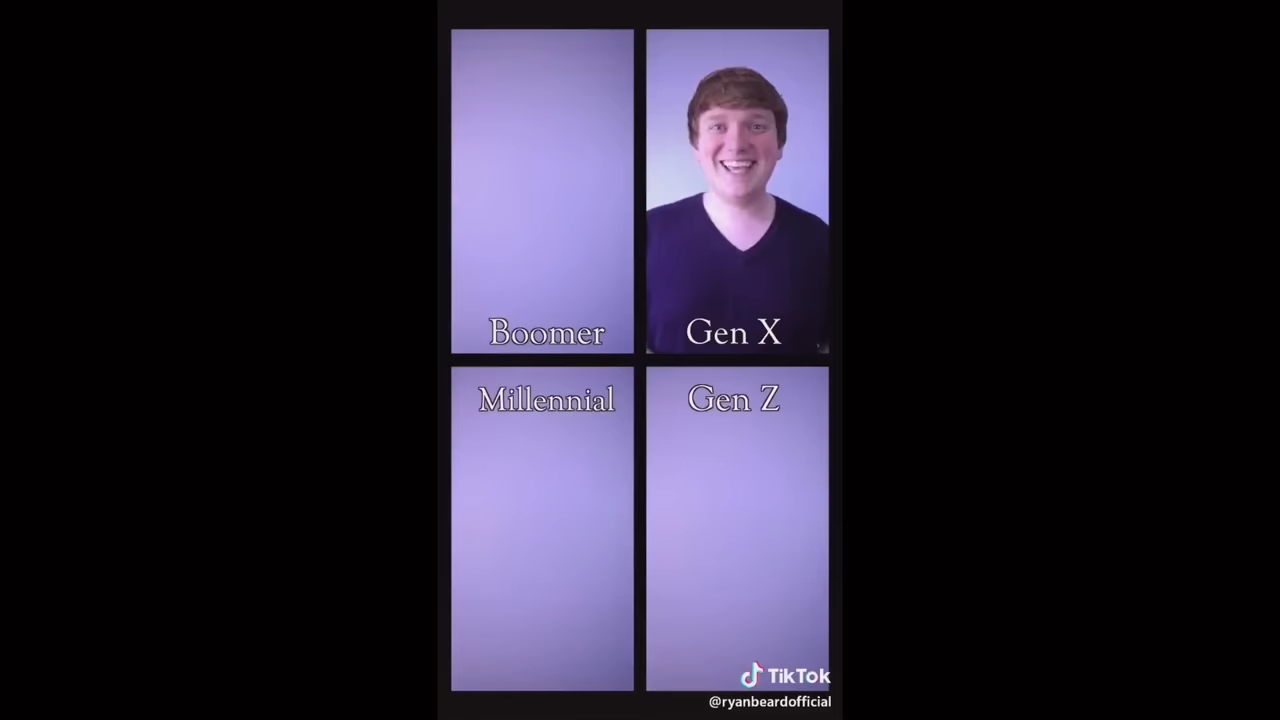 Boomer
Gen X
Millennial
Gen Z
TikTok
@ryanbeardofficial